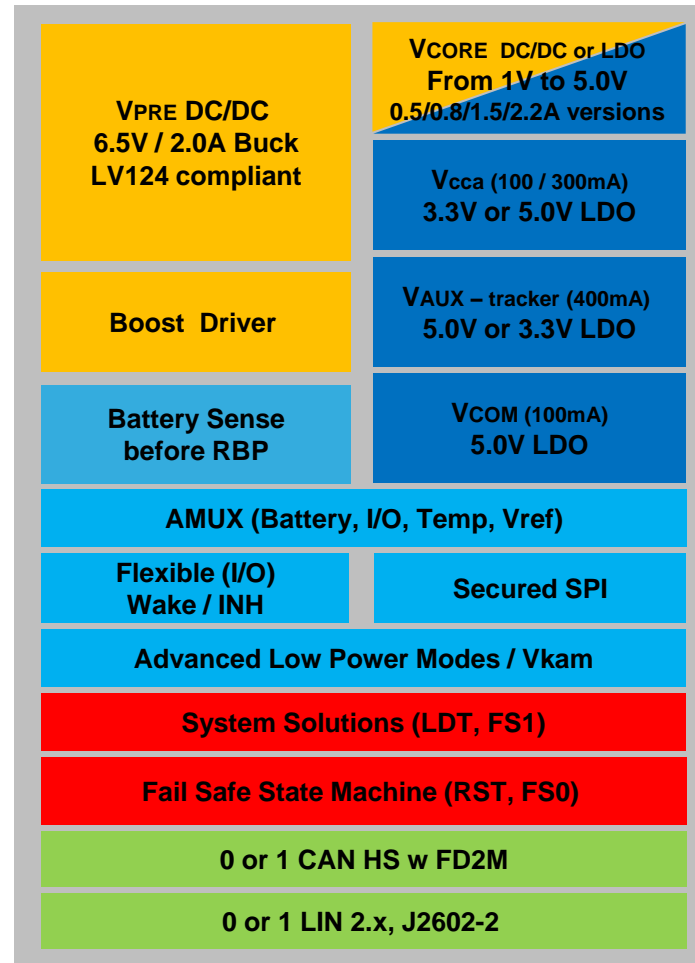 VPRE DC/DC
6.5V / 2.0A Buck
LV124 compliant
VCORE DC/DC or LDO
From 1V to 5.0V
0.5/0.8/1.5/2.2A versions
Vcca (100 / 300mA)
3.3V or 5.0V LDO
Boost Driver
VAUX – tracker (400mA)
5.0V or 3.3V LDO
Battery Sense
before RBP
VCOM (100mA)
5.0V LDO
AMUX (Battery, I/O, Temp, Vref)
Flexible (I/O)
Wake / INH
Secured SPI
Advanced Low Power Modes / Vkam
System Solutions (LDT, FS1)
Fail Safe State Machine (RST, FS0)
0 or 1 CAN HS w FD2M
0 or 1 LIN 2.x, J2602-2